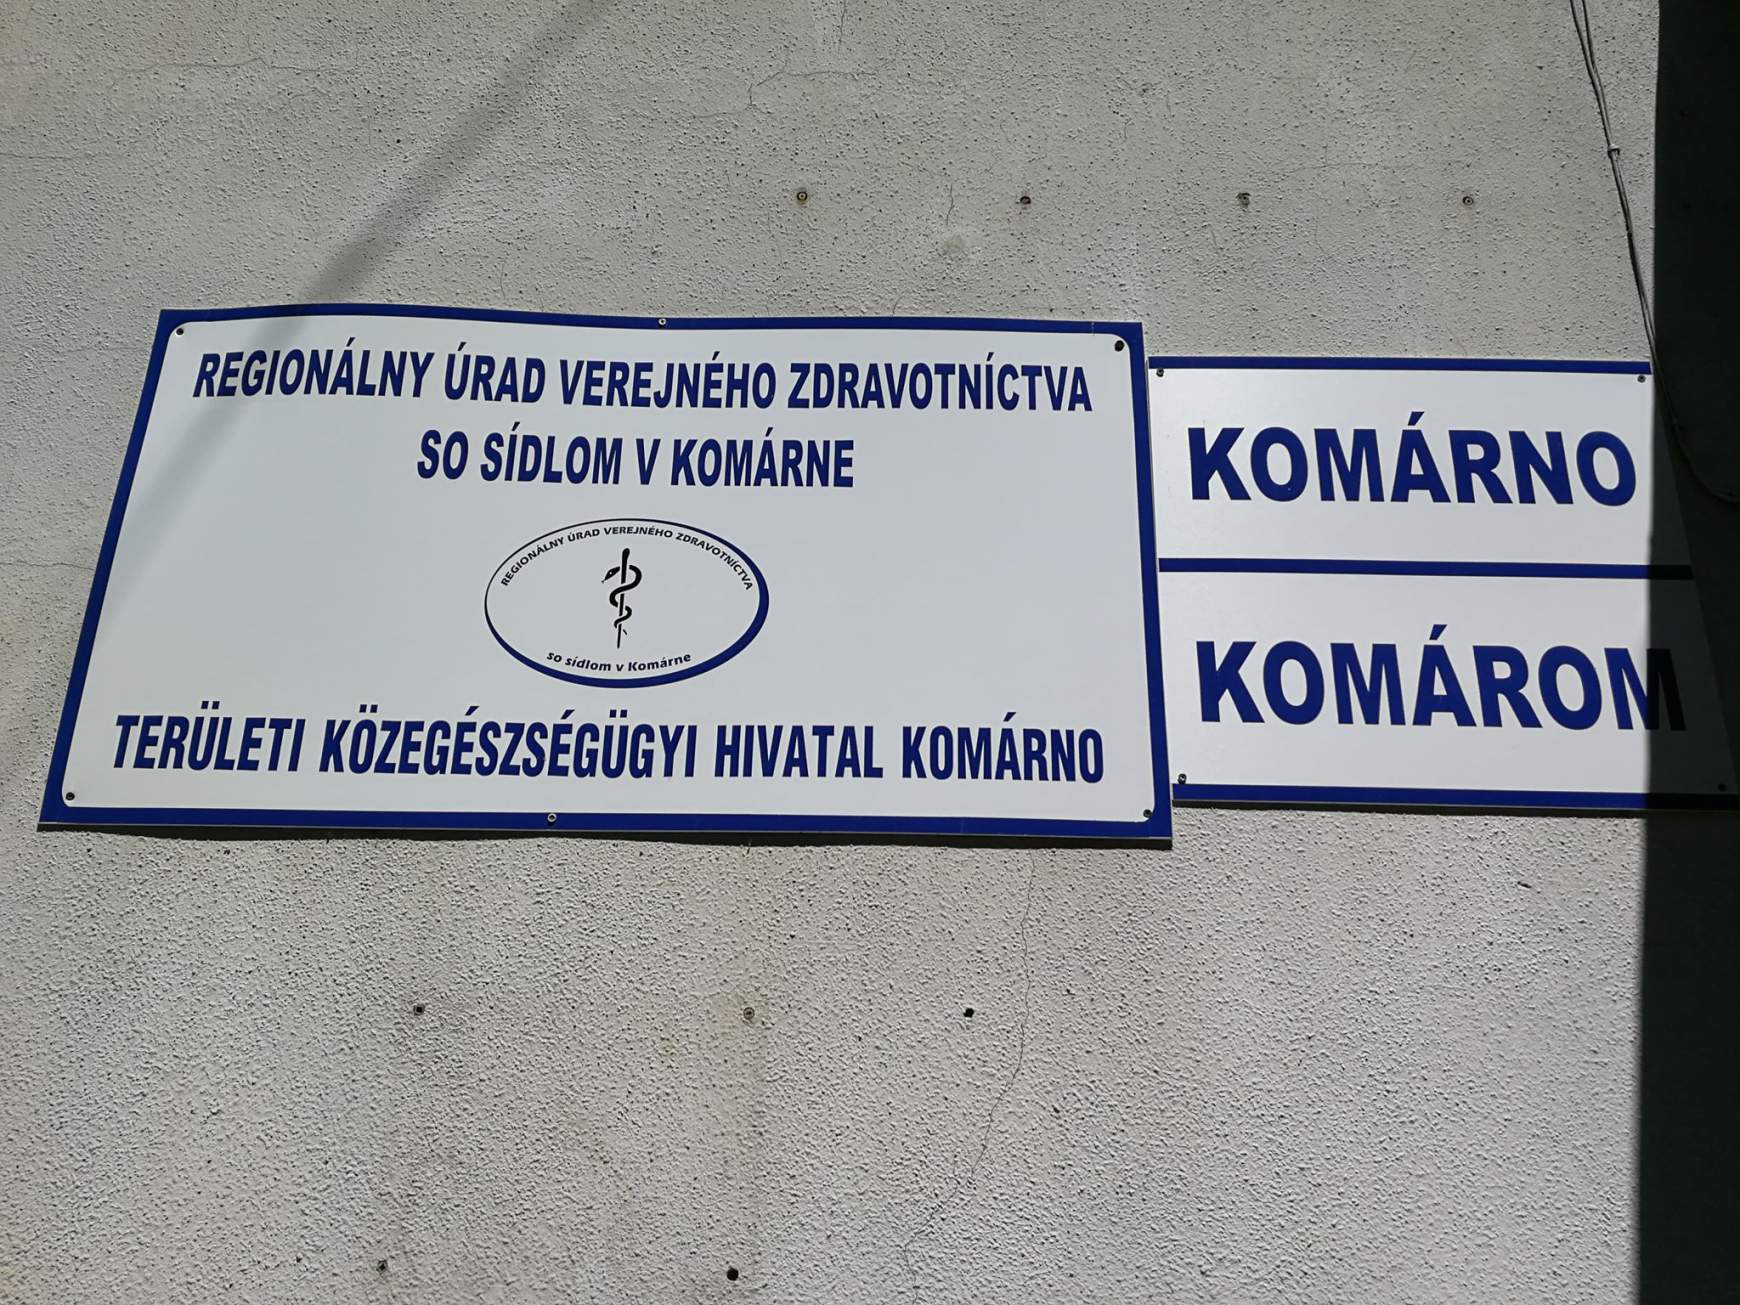 REGIONÁLNY ÚRAD VEREJNÉHO ZDRAVOTNÍCTVA
SO SÍDLOM V KOMÁRNE
REGIONÁLNY ÚRAD VEREJNÉHO ZDRAVOTNÍCTVA
so sídlom v Komárne
TERÜLETI KÖZEGÉSZSÉGÜGYI HIVATAL KOMÁRNO
KOMÁRNO
KOMÁROM